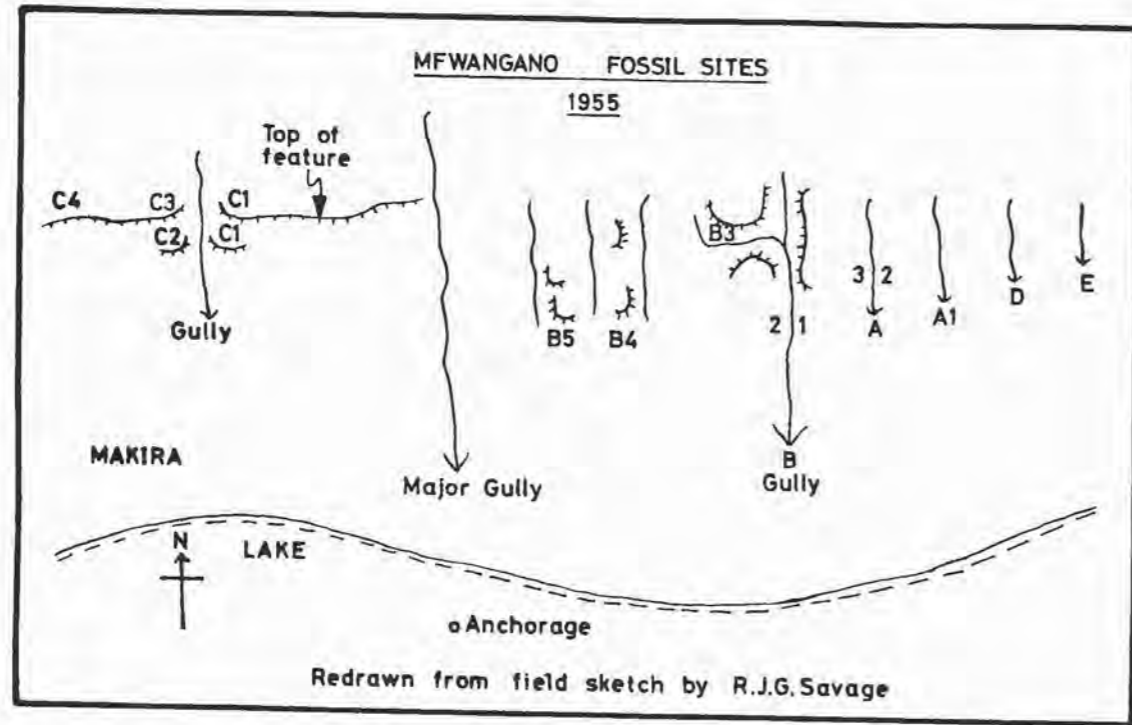 MFWANGANO FOSSIL SITES
1955
Top of
feature
C4 C3 C1
C2 C1
Gully
Major Gully
B5 B4
B3
2 1
B
Gully
3 2
A
A1
D
E
MAKIRA
N
LAKE
Anchorage
Redrawn from field sketch by R.J.G. Savage